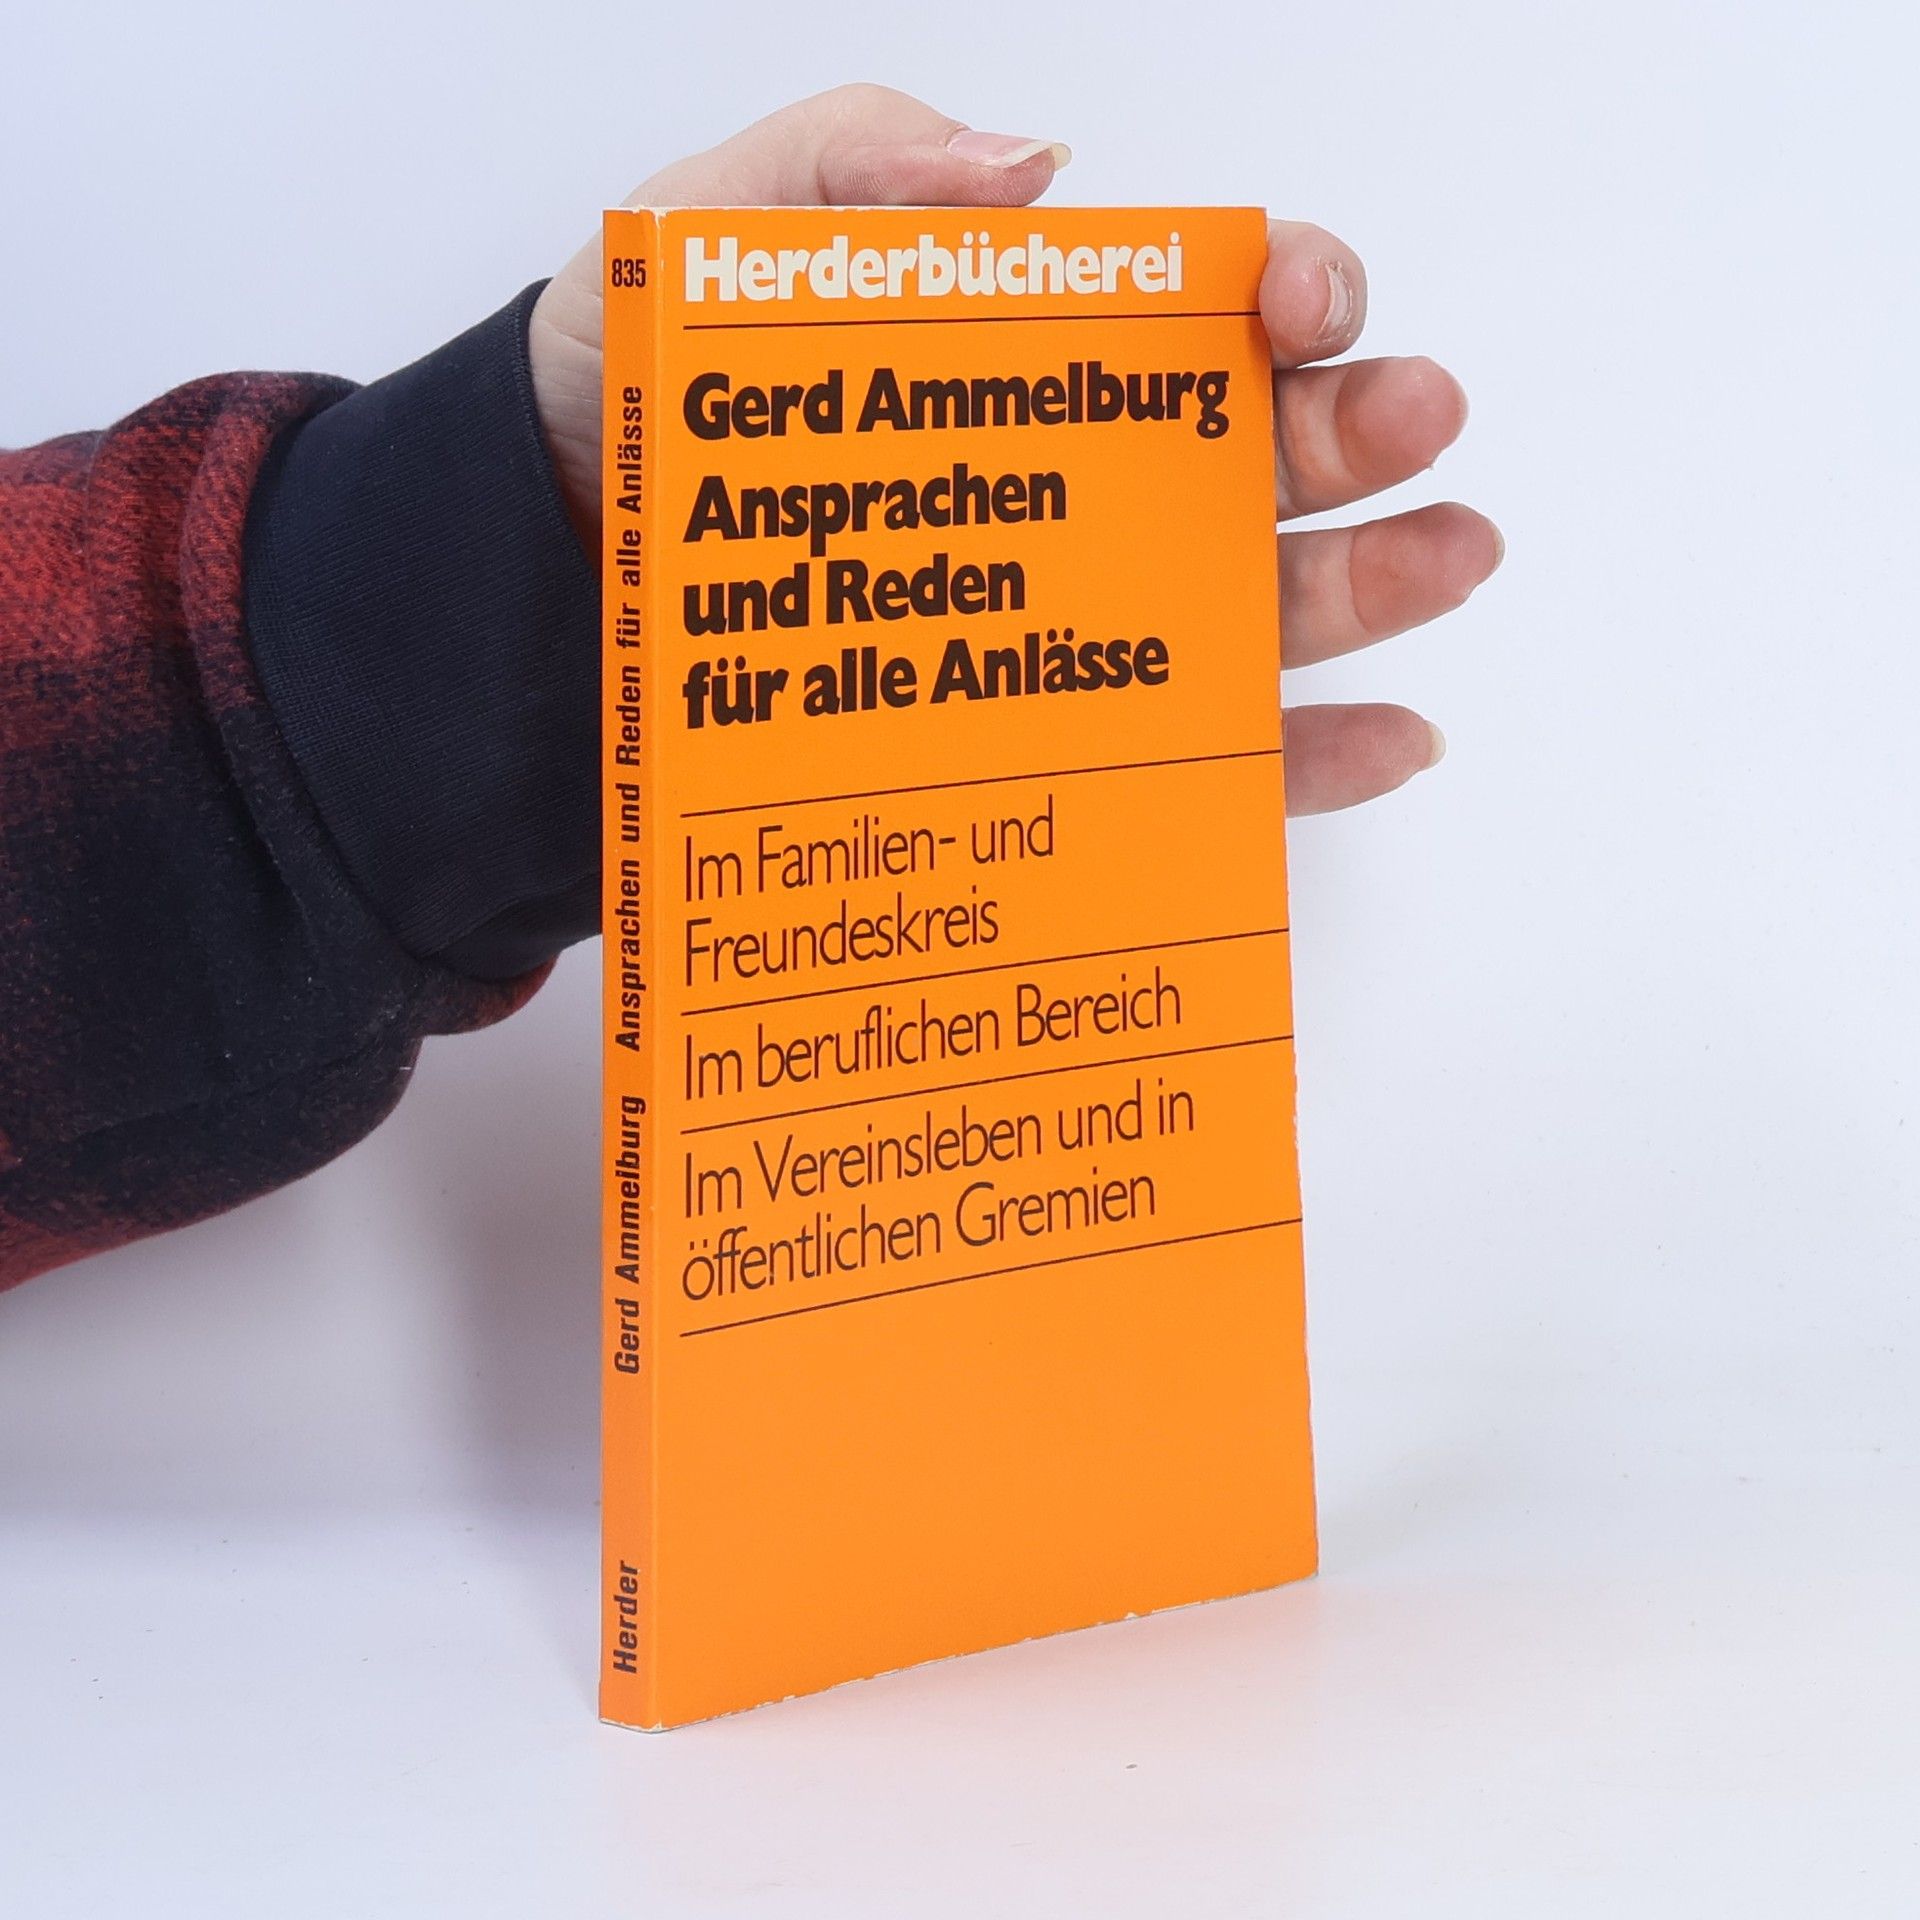 835
Gerd Ammelburg Ansprachen und Reden für alle Anlässe
Herder
Herderbücherei
Gerd Ammelburg
Ansprachen
und Reden
für alle Anlässe
Im Familien- und
Freundeskreis
Im beruflichen Bereich
Im Vereinsleben und in
öffentlichen Gremien